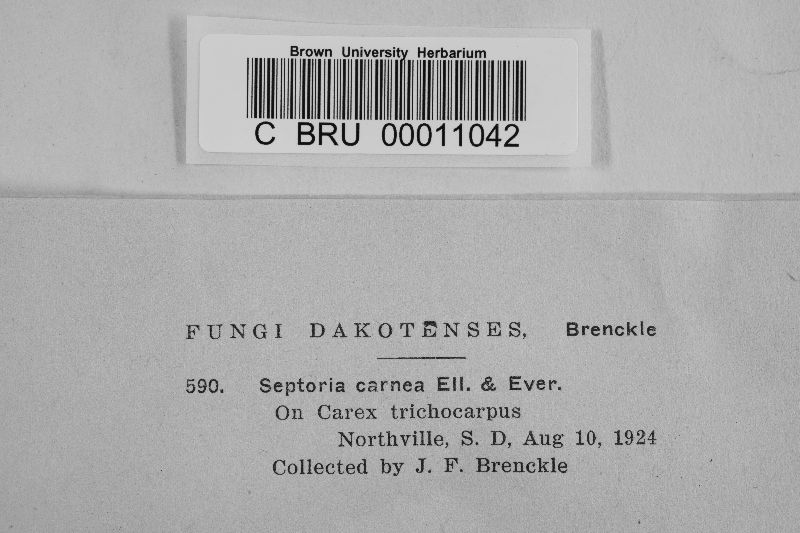 Brown University Herbarium
C BRU 00011042
FUNGI DAKOTENSES, Brenckle
590. Septoria carnea Ell. & Ever.
On Carex trichocarpus
Northville, S. D, Aug 10, 1924
Collected by J. F. Brenckle